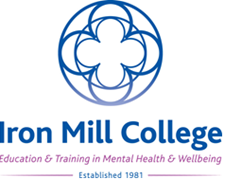 Iron Mill College
Education & Training in Mental Health & Wellbeing
Established 1981